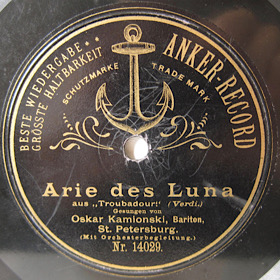 BESTE WIEDERGABE
GRÖSSTE HALTBARKEIT
ANKER-RECORD
SCHUTZMARKE
TRADE MARK
Arie des Luna
aus „Troubadour!" (Verdi.)
Gesungen von
Oskar Kamionski, Bariton,
St. Petersburg.
(Mit Orchesterbegleitung.)
Nr. 14029.